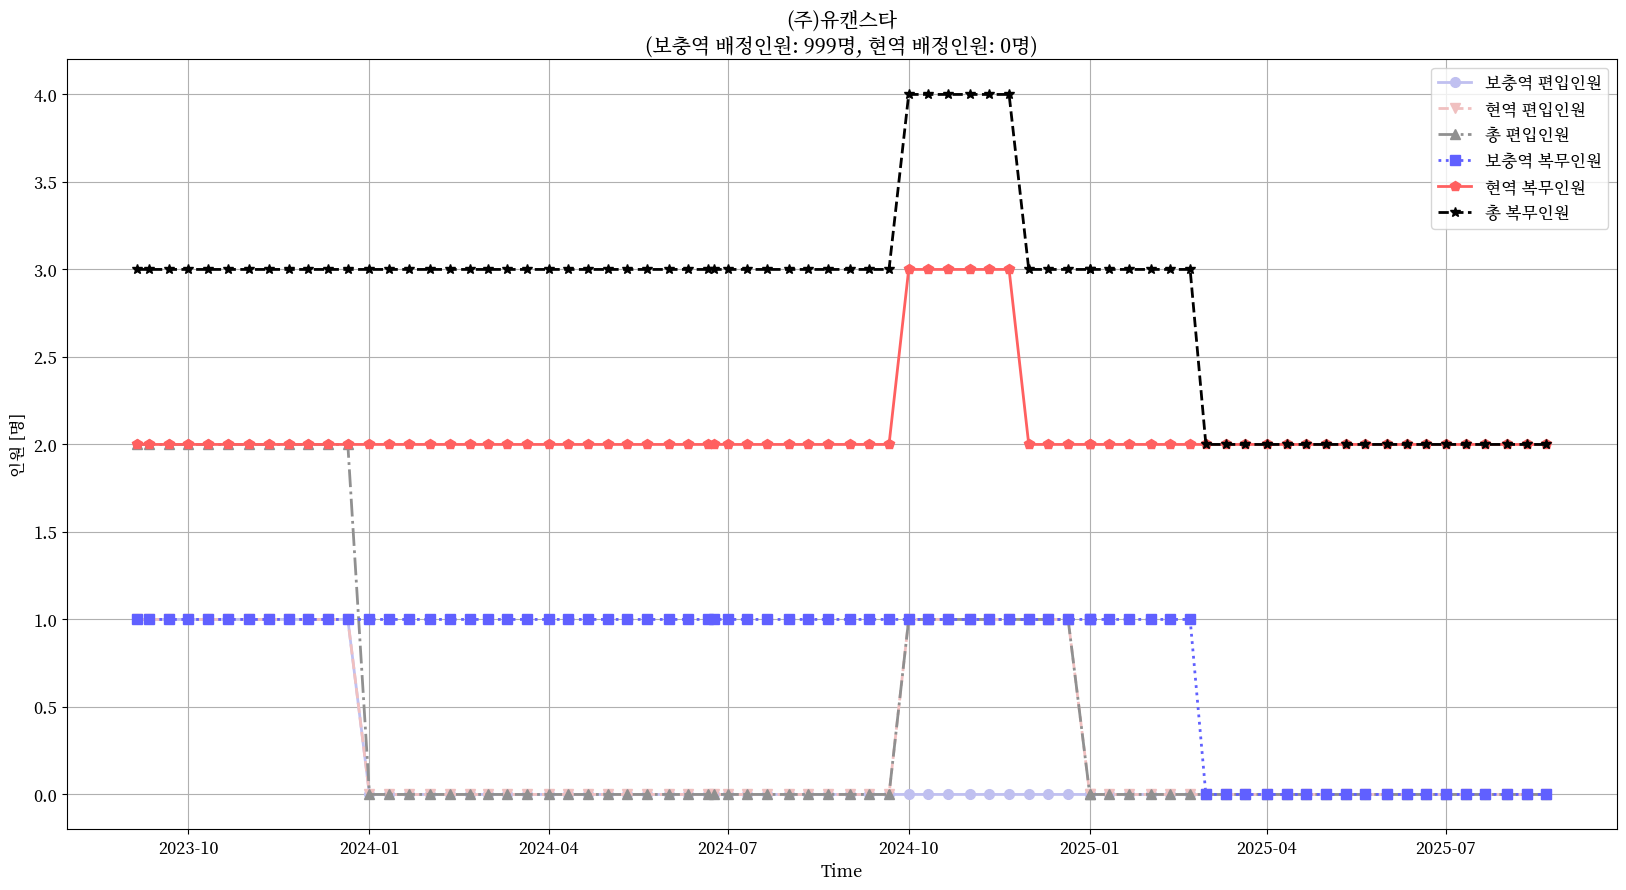 (주)유캔스타
(보충역 배정인원: 999명, 현역 배정인원: 0명)
보충역 편입인원
현역 편입인원
총 편입인원
보충역 복무인원
현역 복무인원
총 복무인원
인원 [명]
4.0
3.5
3.0
2.5
2.0
1.5
1.0
0.5
0.0
2023-10
2024-01
2024-04
2024-07
2024-10
2025-01
2025-04
2025-07
Time